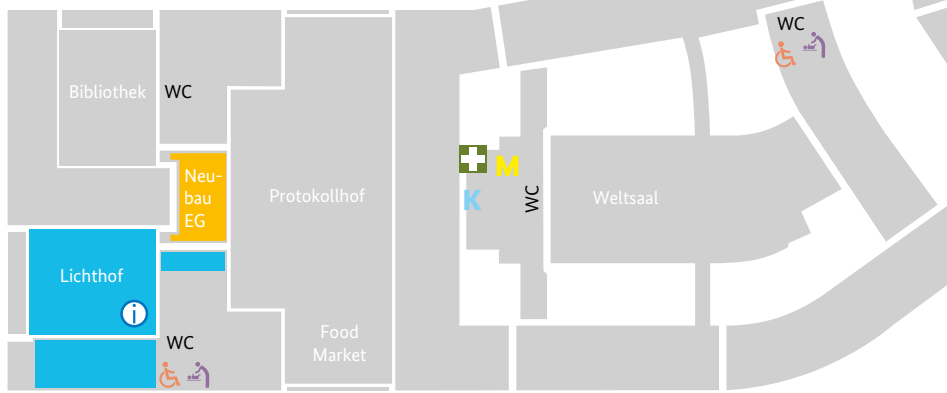 WC
Bibliothek
WC
Neu-
bau
EG
M
K
WC
Protokollhof
Weltsaal
Lichthof
i
Food
Market
WC